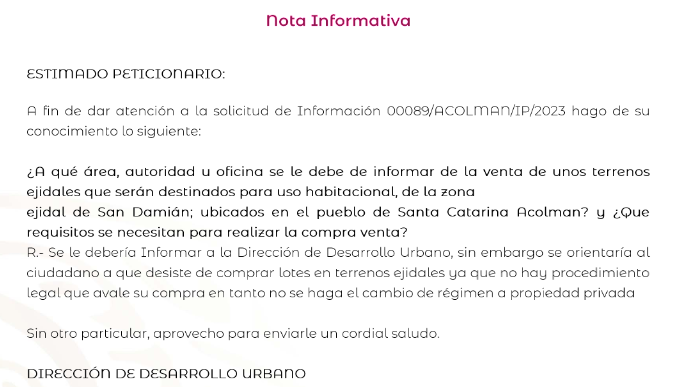 Nota Informativa
ESTIMADO PETICIONARIO:
A fin de dar atención a la solicitud de Información 00089/ACOLMAN/IP/2023 hago de su
conocimiento lo siguiente:
¿A qué área, autoridad u oficina se le debe de informar de la venta de unos terrenos
ejidales que serán destinados para uso habitacional, de la zona
ejidal de San Damián; ubicados en el pueblo de Santa Catarina Acolman? y ¿Que
requisitos se necesitan para realizar la compra venta?
R.- Se le debería Informar a la Dirección de Desarrollo Urbano, sin embargo se orientaría al
ciudadano a que desiste de comprar lotes en terrenos ejidales ya que no hay procedimiento
legal que avale su compra en tanto no se haga el cambio de régimen a propiedad privada
Sin otro particular, aprovecho para enviarle un cordial saludo.
DIRECCIÓN DE DESARROLLO URBANO